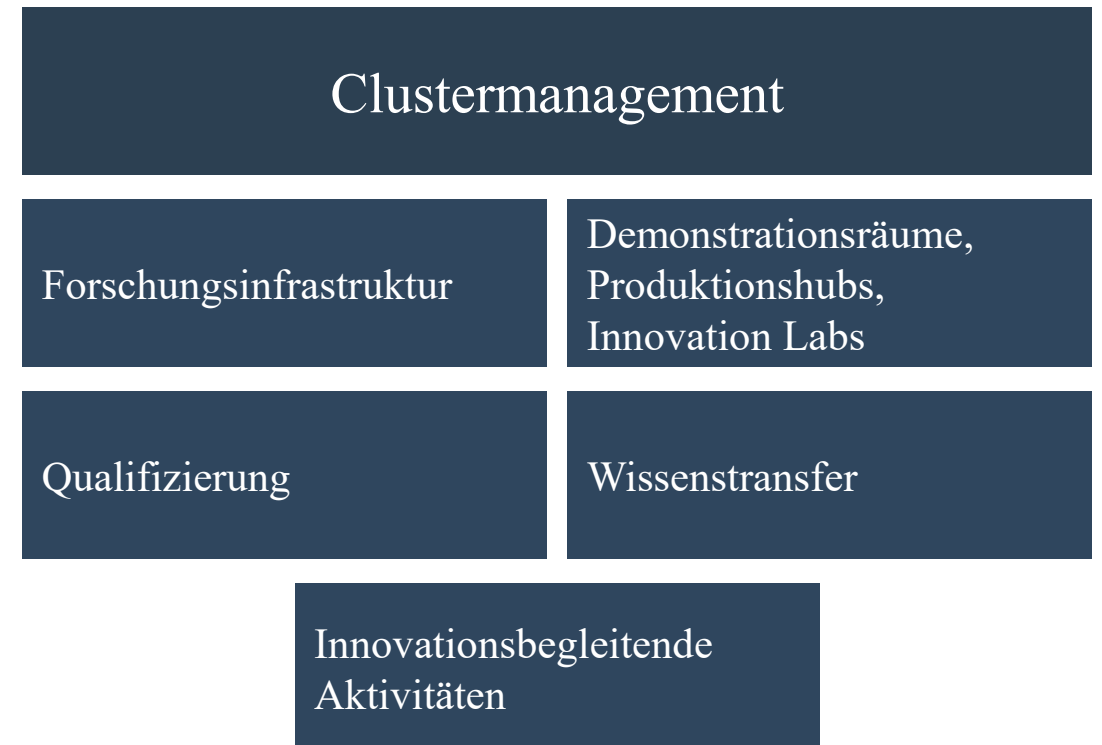 Clustermanagement
Forschungsinfrastruktur
Demonstrationsräume,
Produktionshubs,
Innovation Labs
Qualifizierung
Wissenstransfer
Innovationsbegleitende
Aktivitäten